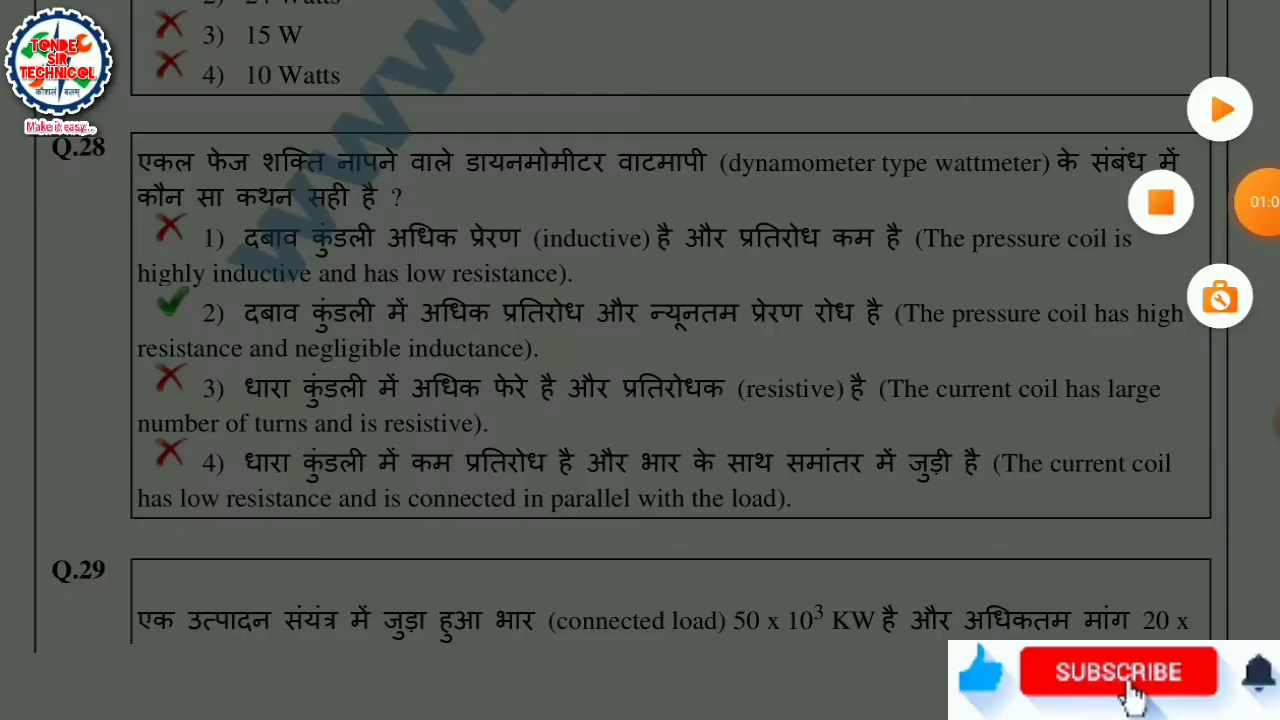 TONDE
SIR
TECHNICOL
कौशलं बलम्
Make it easy...
3) 15 W
4) 10 Watts
www.
Q.28
एकल फेज शक्ति नापने वाले डायनमोमीटर वाटमापी (dynamometer type wattmeter) के संबंध में
कौन सा कथन सही है ?
1) दबाव कुंडली अधिक प्रेरण (inductive) है और प्रतिरोध कम है (The pressure coil is
highly inductive and has low resistance).
2) दबाव कुंडली में अधिक प्रतिरोध और न्यूनतम प्रेरण रोध है (The pressure coil has high
resistance and negligible inductance).
3) धारा कुंडली में अधिक फेरे है और प्रतिरोधक (resistive) है (The current coil has large
number of turns and is resistive).
4) धारा कुंडली में कम प्रतिरोध है और भार के साथ समांतर में जुड़ी है (The current coil
has low resistance and is connected in parallel with the load).
Q.29
एक उत्पादन संयंत्र में जुड़ा हुआ भार (connected load) 50 x 10³ KW है और अधिकतम मांग 20 x
01:0
SUBSCRIBE